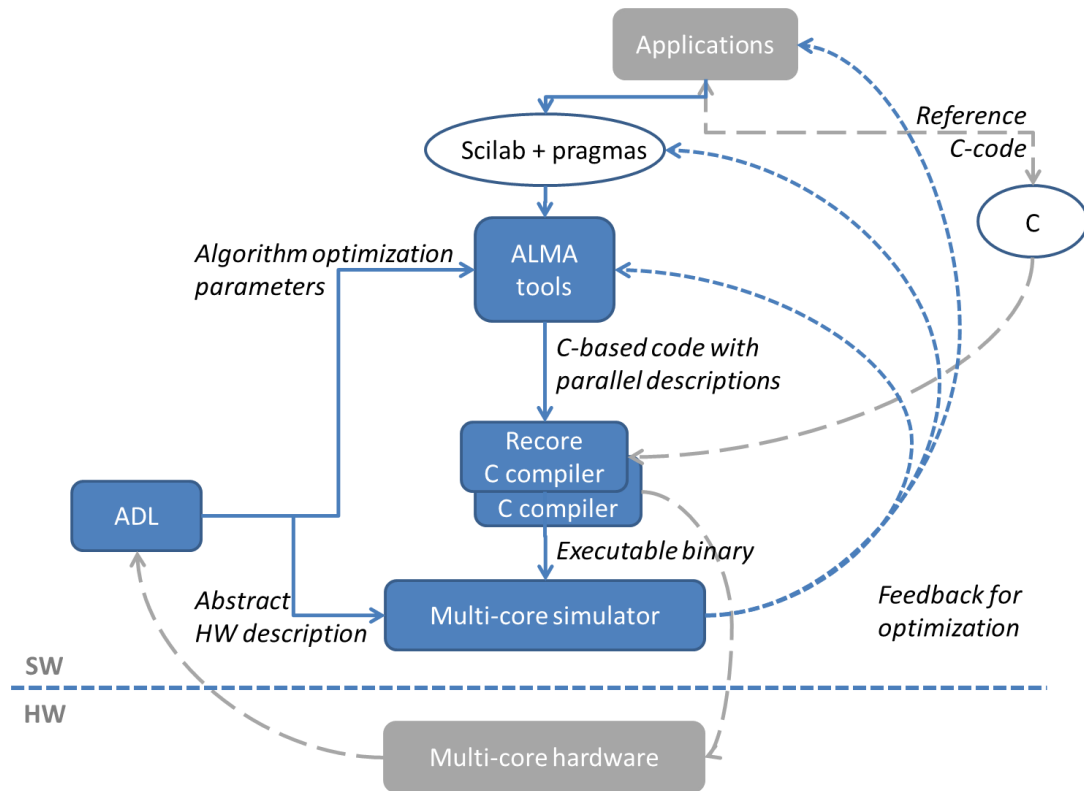 Applications
Reference
C-code
Scilab + pragmas
C
Algorithm optimization
parameters
ALMA
tools
C-based code with
parallel descriptions
Recore
C compiler
C compiler
ADL
Executable binary
Abstract
HW description
Multi-core simulator
Feedback for
optimization
SW
HW
Multi-core hardware